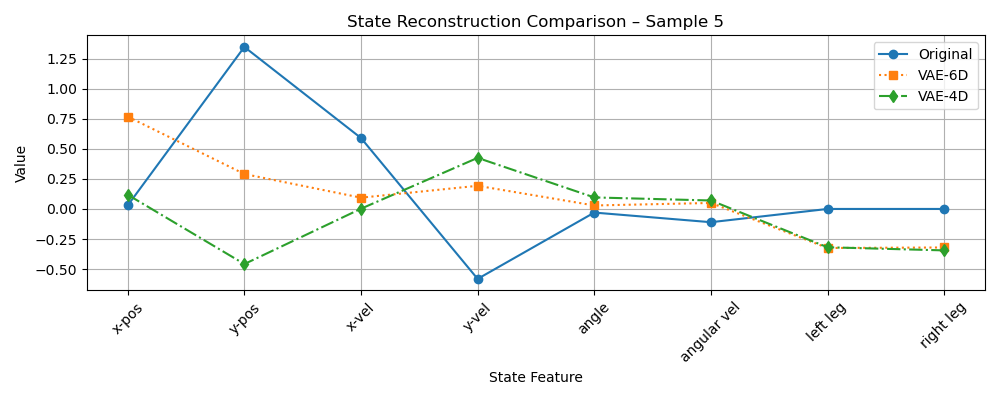 State Reconstruction Comparison – Sample 5
Original
VAE-6D
VAE-4D
Value
1.25
1.00
0.75
0.50
0.25
0.00
−0.25
−0.50
x-pos
y-pos
x-vel
y-vel
angle
angular vel
left leg
right leg
State Feature